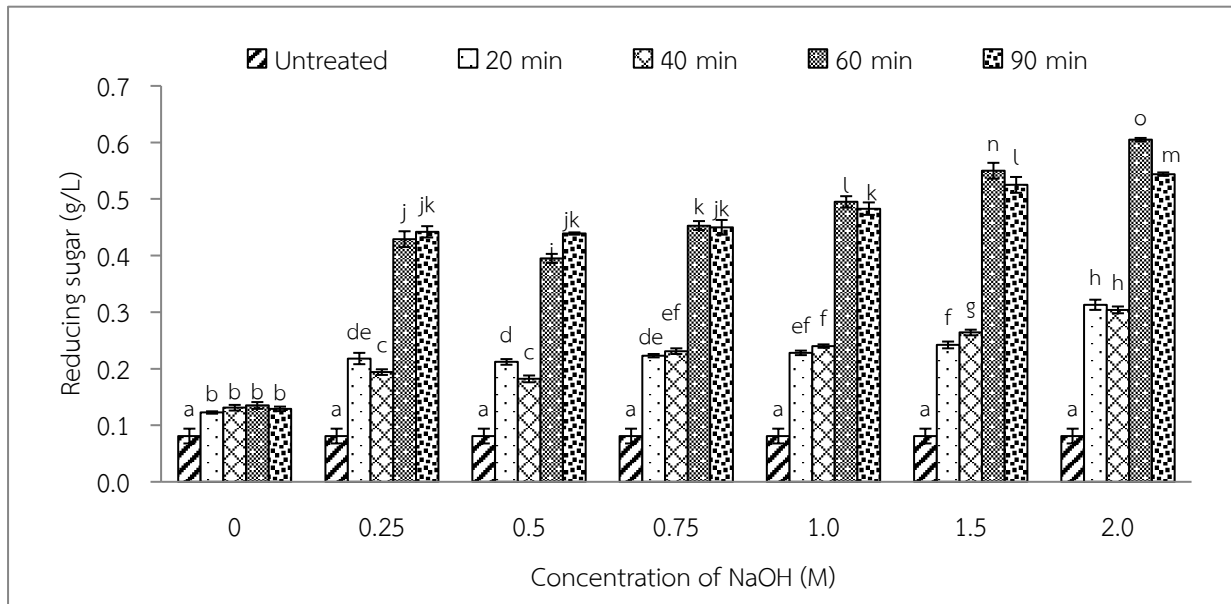 Untreated 20 min 40 min 60 min 90 min
Reducing sugar (g/L)
0.7
0.6
0.5
0.4
0.3
0.2
0.1
0.0
a b b b b
a de c j jk
a d c i jk
a de ef k jk
a ef f l k
a f g n l
a h h o m
0 0.25 0.5 0.75 1.0 1.5 2.0
Concentration of NaOH (M)